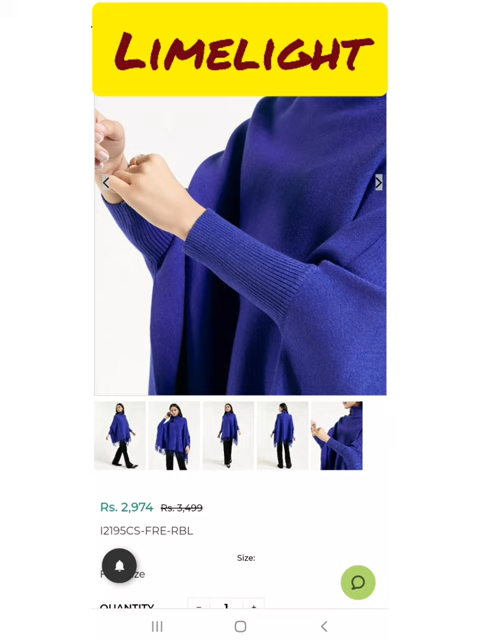 LIMELIGHT
Rs. 2,974 Rs. 3,499
I2195CS-FRE-RBL
Size:
QUANTITY
− 1 +